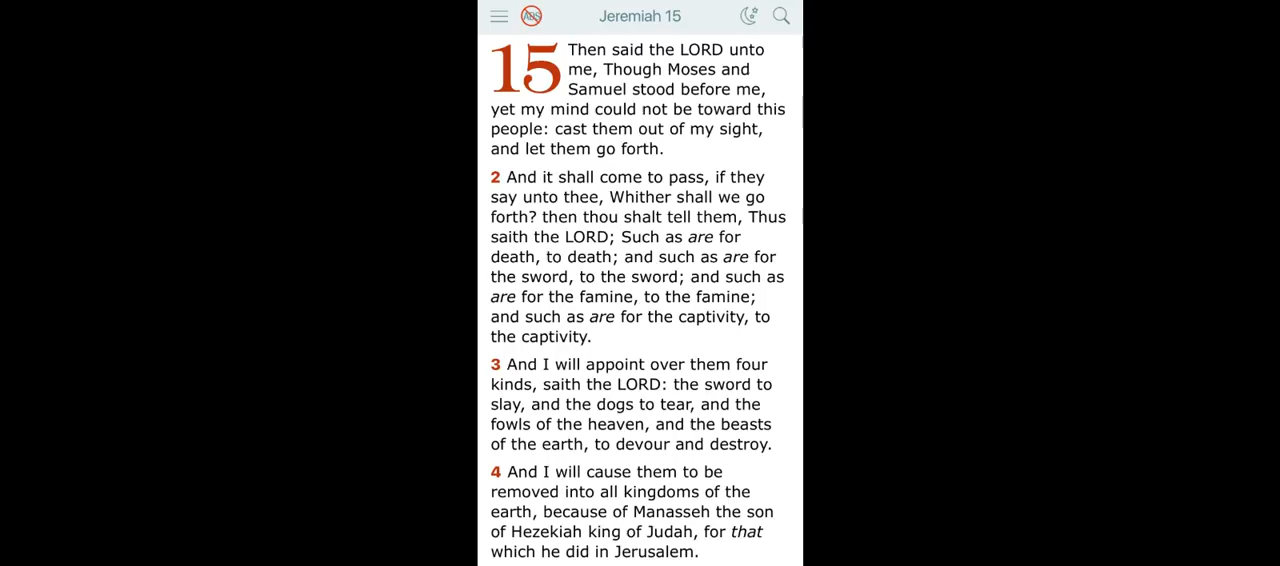 ADS
Jeremiah 15
15 Then said the LORD unto
me, Though Moses and
Samuel stood before me,
yet my mind could not be toward this
people: cast them out of my sight,
and let them go forth.
2 And it shall come to pass, if they
say unto thee, Whither shall we go
forth? then thou shalt tell them, Thus
saith the LORD; Such as are for
death, to death; and such as are for
the sword, to the sword; and such as
are for the famine, to the famine;
and such as are for the captivity, to
the captivity.
3 And I will appoint over them four
kinds, saith the LORD: the sword to
slay, and the dogs to tear, and the
fowls of the heaven, and the beasts
of the earth, to devour and destroy.
4 And I will cause them to be
removed into all kingdoms of the
earth, because of Manasseh the son
of Hezekiah king of Judah, for that
which he did in Jerusalem.